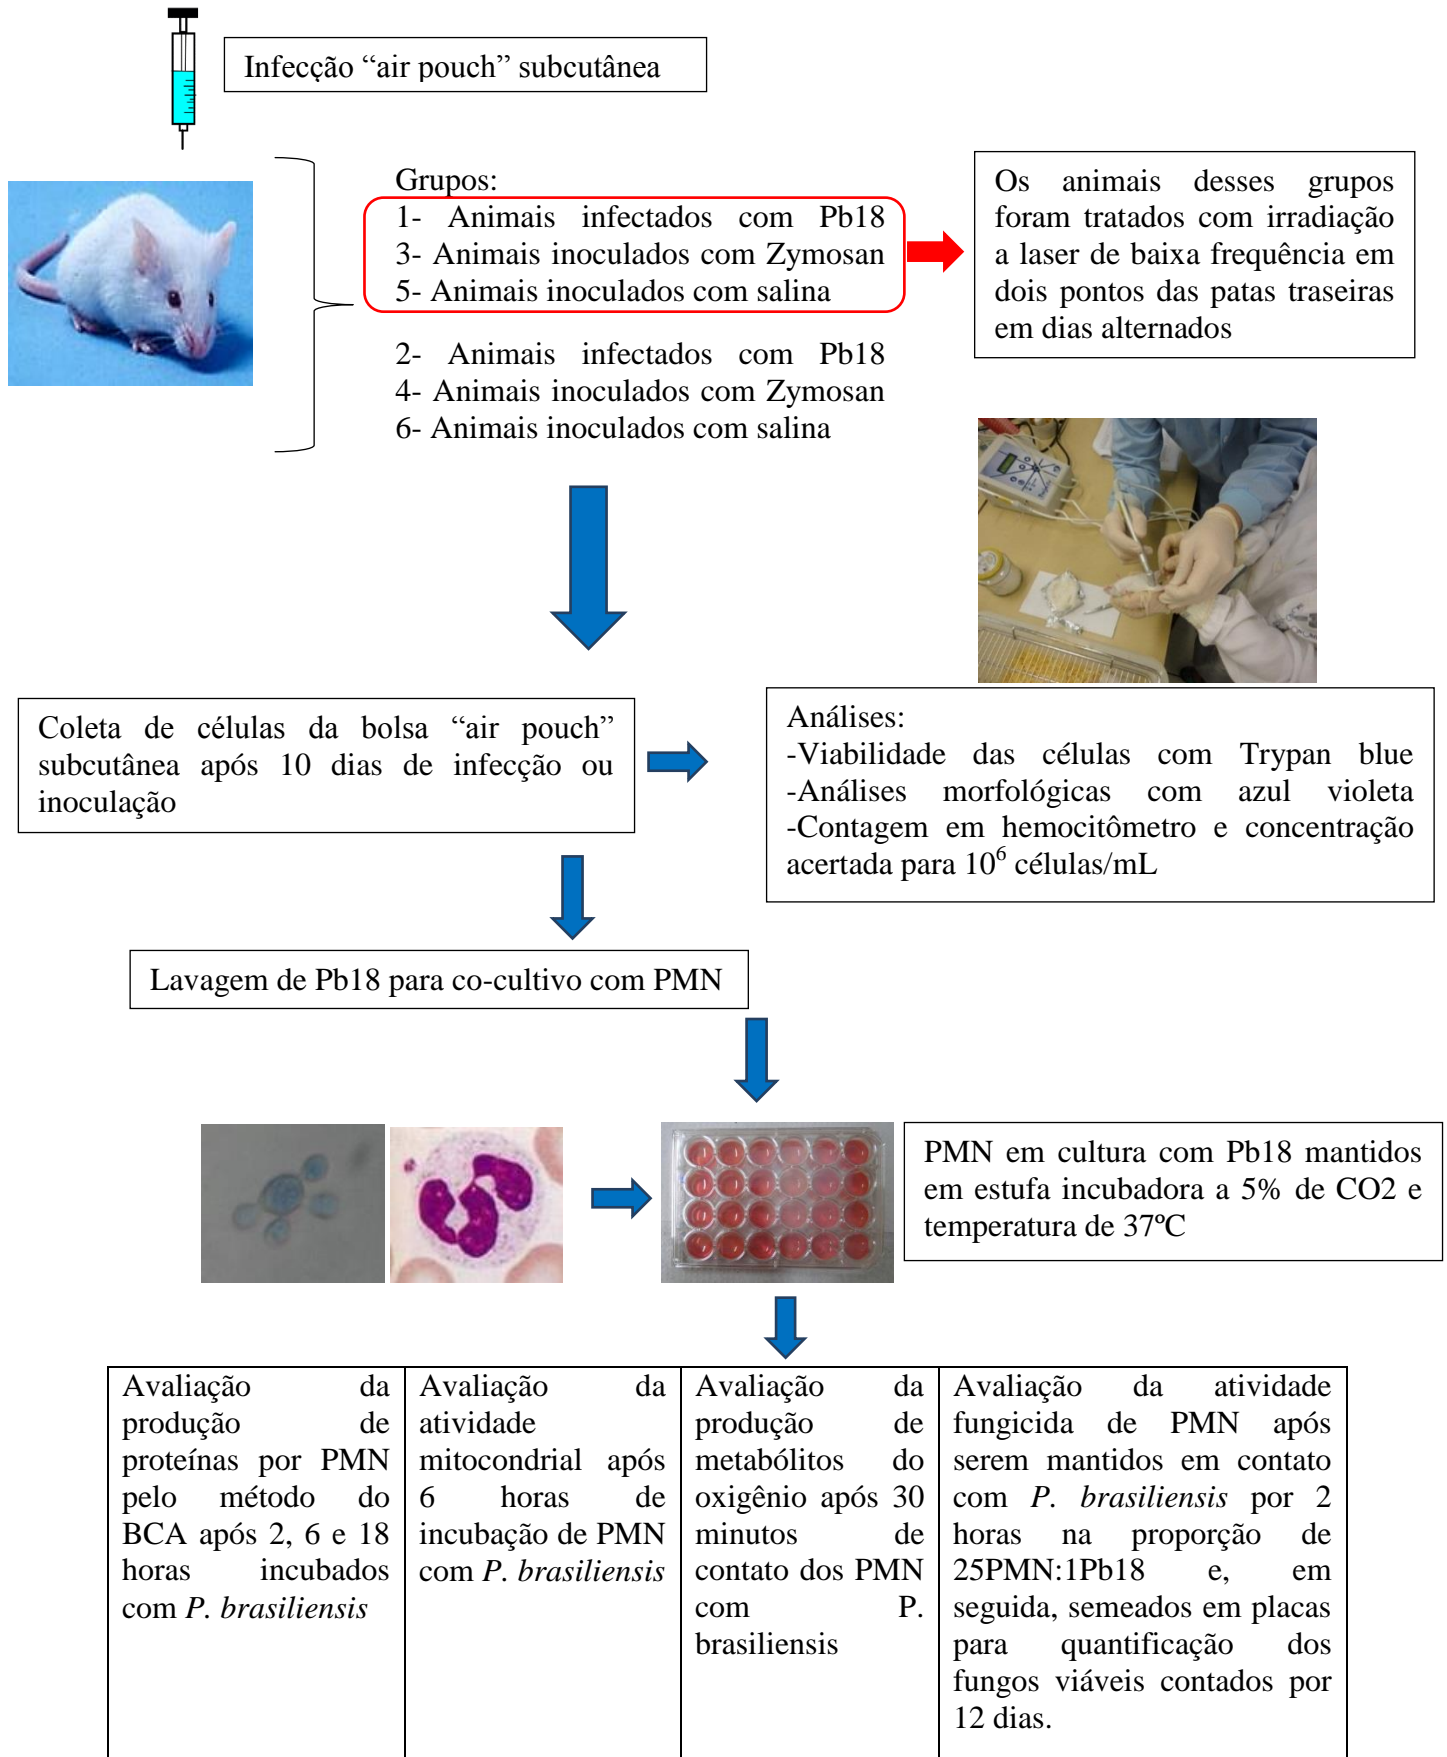 Infecção “air pouch” subcutânea
Grupos:
1- Animais infectados com Pb18
3- Animais inoculados com Zymosan
5- Animais inoculados com salina
2- Animais infectados com Pb18
4- Animais inoculados com Zymosan
6- Animais inoculados com salina
Os animais desses grupos
foram tratados com irradiação
a laser de baixa frequência em
dois pontos das patas traseiras
em dias alternados
Coleta de células da bolsa “air pouch”
subcutânea após 10 dias de infecção ou
inoculação
Análises:
-Viabilidade das células com Trypan blue
-Análises morfológicas com azul violeta
-Contagem em hemocitômetro e concentração
acertada para 10⁶ células/mL
Lavagem de Pb18 para co-cultivo com PMN
PMN em cultura com Pb18 mantidos
em estufa incubadora a 5% de CO2 e
temperatura de 37ºC
Avaliação da
produção de
proteínas por PMN
pelo método do
BCA após 2, 6 e 18
horas incubados
com P. brasiliensis
Avaliação da
atividade
mitocondrial após
6 horas de
incubação de PMN
com P. brasiliensis
Avaliação da
produção de
metabólitos do
oxigênio após 30
minutos de
contato dos PMN
com P.
brasiliensis
Avaliação da atividade
fungicida de PMN após
serem mantidos em contato
com P. brasiliensis por 2
horas na proporção de
25PMN:1Pb18 e, em
seguida, semeados em placas
para quantificação dos
fungos viáveis contados por
12 dias.